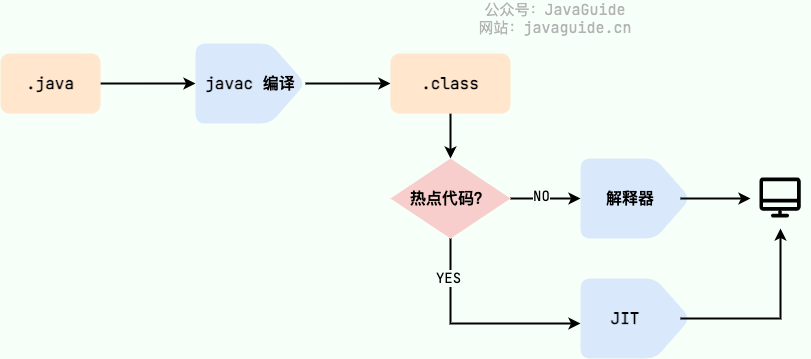 公众号：JavaGuide
网站：javaguide.cn
.java
javac 编译
.class
热点代码?
NO
解释器
YES
JIT